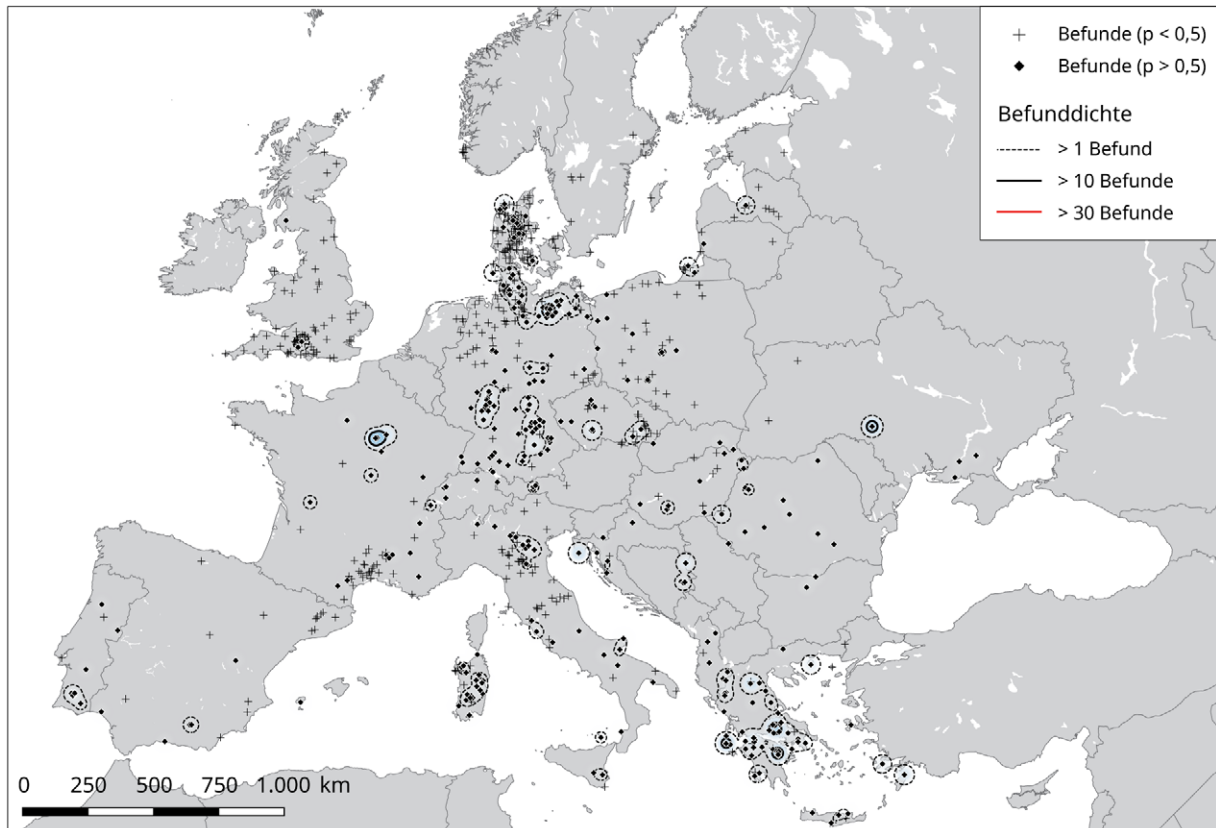 Befunde (p < 0,5)
Befunde (p > 0,5)
Befunddichte
> 1 Befund
> 10 Befunde
> 30 Befunde
0 250 500 750 1.000 km